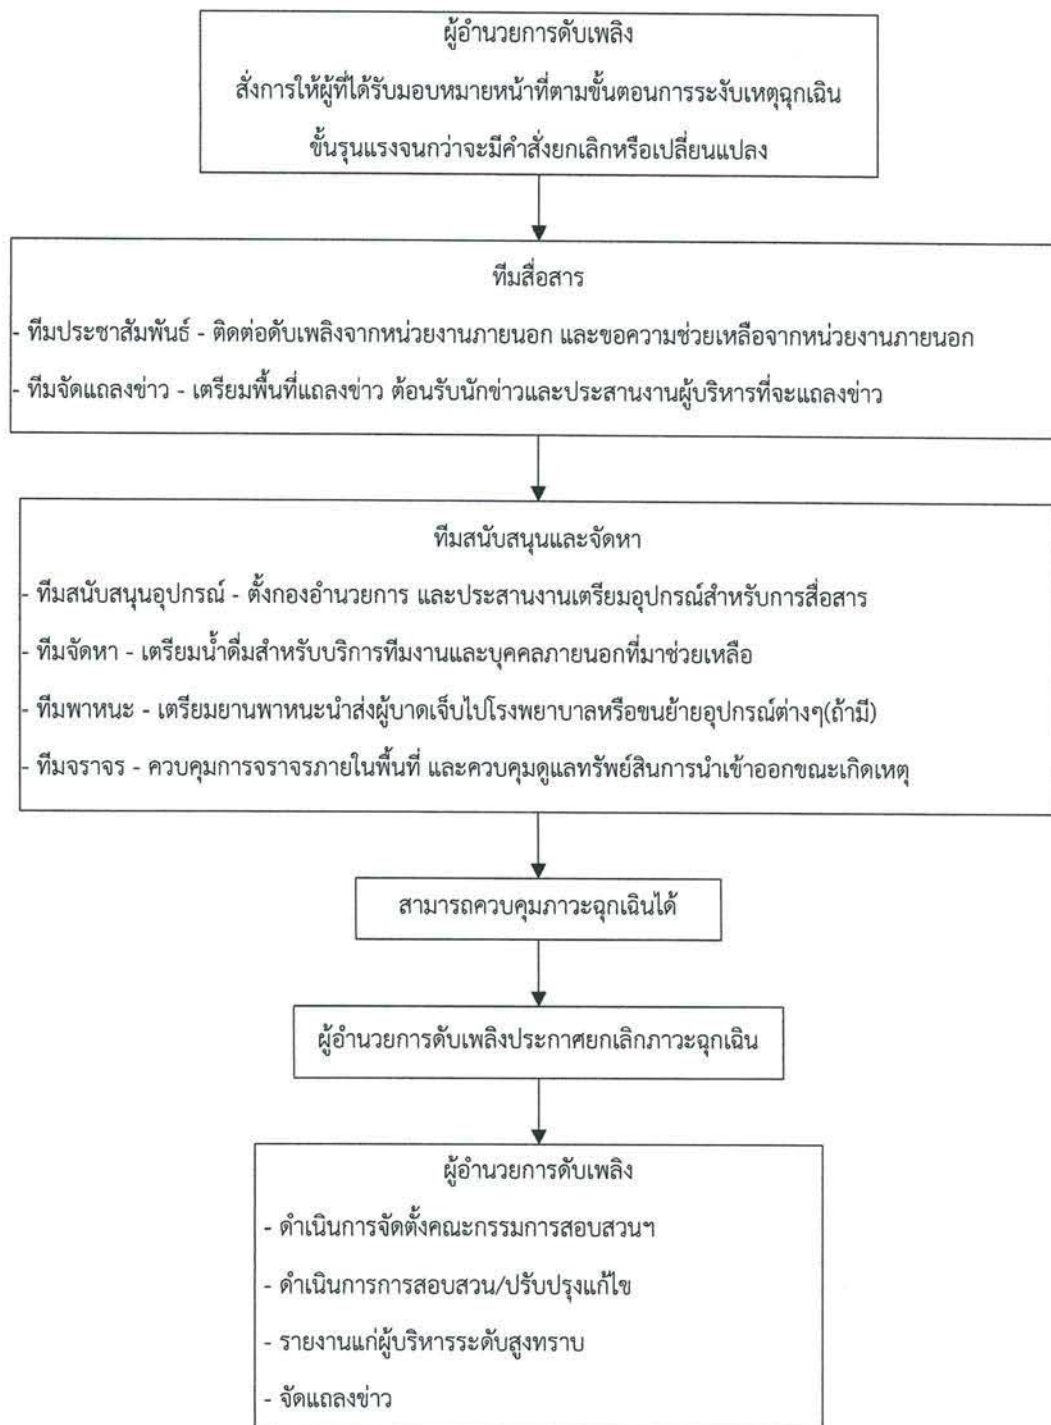 ผู้อำนวยการดับเพลิง
สั่งการให้ผู้ที่ได้รับมอบหมายหน้าที่ตามขั้นตอนการระงับเหตุฉุกเฉิน
ขั้นรุนแรงจนกว่าจะมีคำสั่งยกเลิกหรือเปลี่ยนแปลง
ทีมสื่อสาร
- ทีมประชาสัมพันธ์ - ติดต่อดับเพลิงจากหน่วยงานภายนอก และขอความช่วยเหลือจากหน่วยงานภายนอก
- ทีมจัดแถลงข่าว - เตรียมพื้นที่แถลงข่าว ต้อนรับนักข่าวและประสานงานผู้บริหารที่จะแถลงข่าว
ทีมสนับสนุนและจัดหา
- ทีมสนับสนุนอุปกรณ์ - ตั้งกองอำนวยการ และประสานงานเตรียมอุปกรณ์สำหรับการสื่อสาร
- ทีมจัดหา - เตรียมน้ำดื่มสำหรับบริการทีมงานและบุคคลภายนอกที่มาช่วยเหลือ
- ทีมพาหนะ - เตรียมยานพาหนะนำส่งผู้บาดเจ็บไปโรงพยาบาลหรือขนย้ายอุปกรณ์ต่างๆ(ถ้ามี)
- ทีมจราจร - ควบคุมการจราจรภายในพื้นที่ และควบคุมดูแลทรัพย์สินการนำเข้าออกขณะเกิดเหตุ
สามารถควบคุมภาวะฉุกเฉินได้
ผู้อำนวยการดับเพลิงประกาศยกเลิกภาวะฉุกเฉิน
ผู้อำนวยการดับเพลิง
- ดำเนินการจัดตั้งคณะกรรมการสอบสวนฯ
- ดำเนินการการสอบสวน/ปรับปรุงแก้ไข
- รายงานแก่ผู้บริหารระดับสูงทราบ
- จัดแถลงข่าว